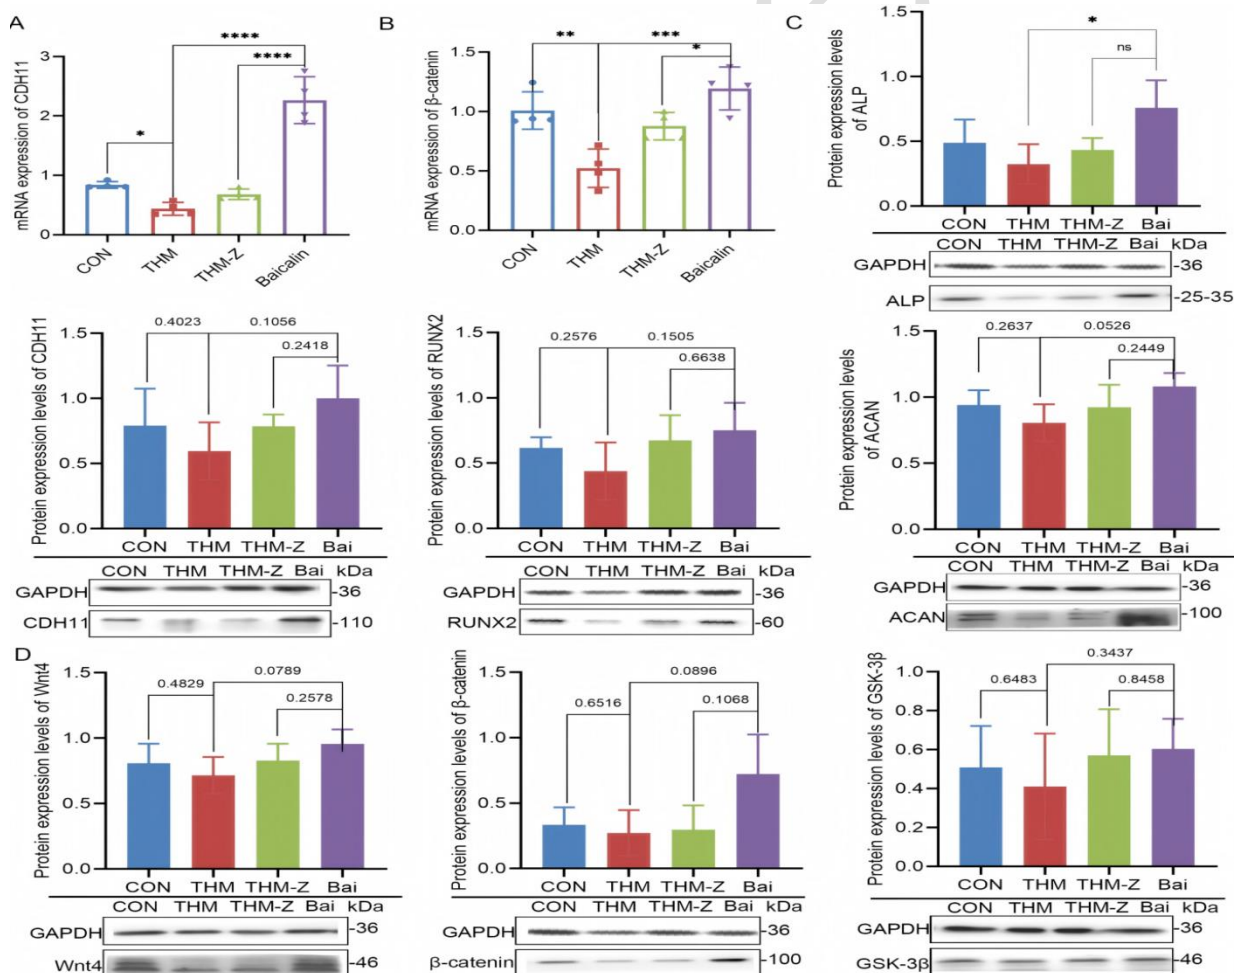 A
mRNA expression of CDH11
3
2
1
0
*
****
****
CON
THM
THM-Z
Baicalin
B
mRNA expression of β-catenin
1.5
1.0
0.5
0.0
**
***
*
CON
THM
THM-Z
Baicalin
C
Protein expression levels
of ALP
1.5
1.0
0.5
0.0
*
ns
CON THM THM-Z Bai
CON THM THM-Z Bai kDa
GAPDH -36
ALP -25-35
Protein expression levels of CDH11
1.5
1.0
0.5
0.0
0.4023 0.1056
0.2418
CON THM THM-Z Bai
CON THM THM-Z Bai kDa
GAPDH -36
CDH11 -110
Protein expression levels of RUNX2
1.5
1.0
0.5
0.0
0.2576 0.1505
0.6638
CON THM THM-Z Bai
CON THM THM-Z Bai kDa
GAPDH -36
RUNX2 -60
Protein expression levels
of ACAN
1.5
1.0
0.5
0.0
0.2637 0.0526
0.2449
CON THM THM-Z Bai
CON THM THM-Z Bai kDa
GAPDH -36
ACAN -100
D
Protein expression levels of Wnt4
1.5
1.0
0.5
0.0
0.4829 0.0789
0.2578
CON THM THM-Z Bai
CON THM THM-Z Bai kDa
GAPDH -36
Wnt4 -46
Protein expression levels of β-catenin
1.5
1.0
0.5
0.0
0.6516 0.0896
0.1068
CON THM THM-Z Bai
CON THM THM-Z Bai kDa
GAPDH -36
β-catenin -100
Protein expression levels of GSK-3β
1.0
0.8
0.6
0.4
0.2
0.0
0.6483 0.3437
0.8458
CON THM THM-Z Bai
CON THM THM-Z Bai kDa
GAPDH -36
GSK-3β -46